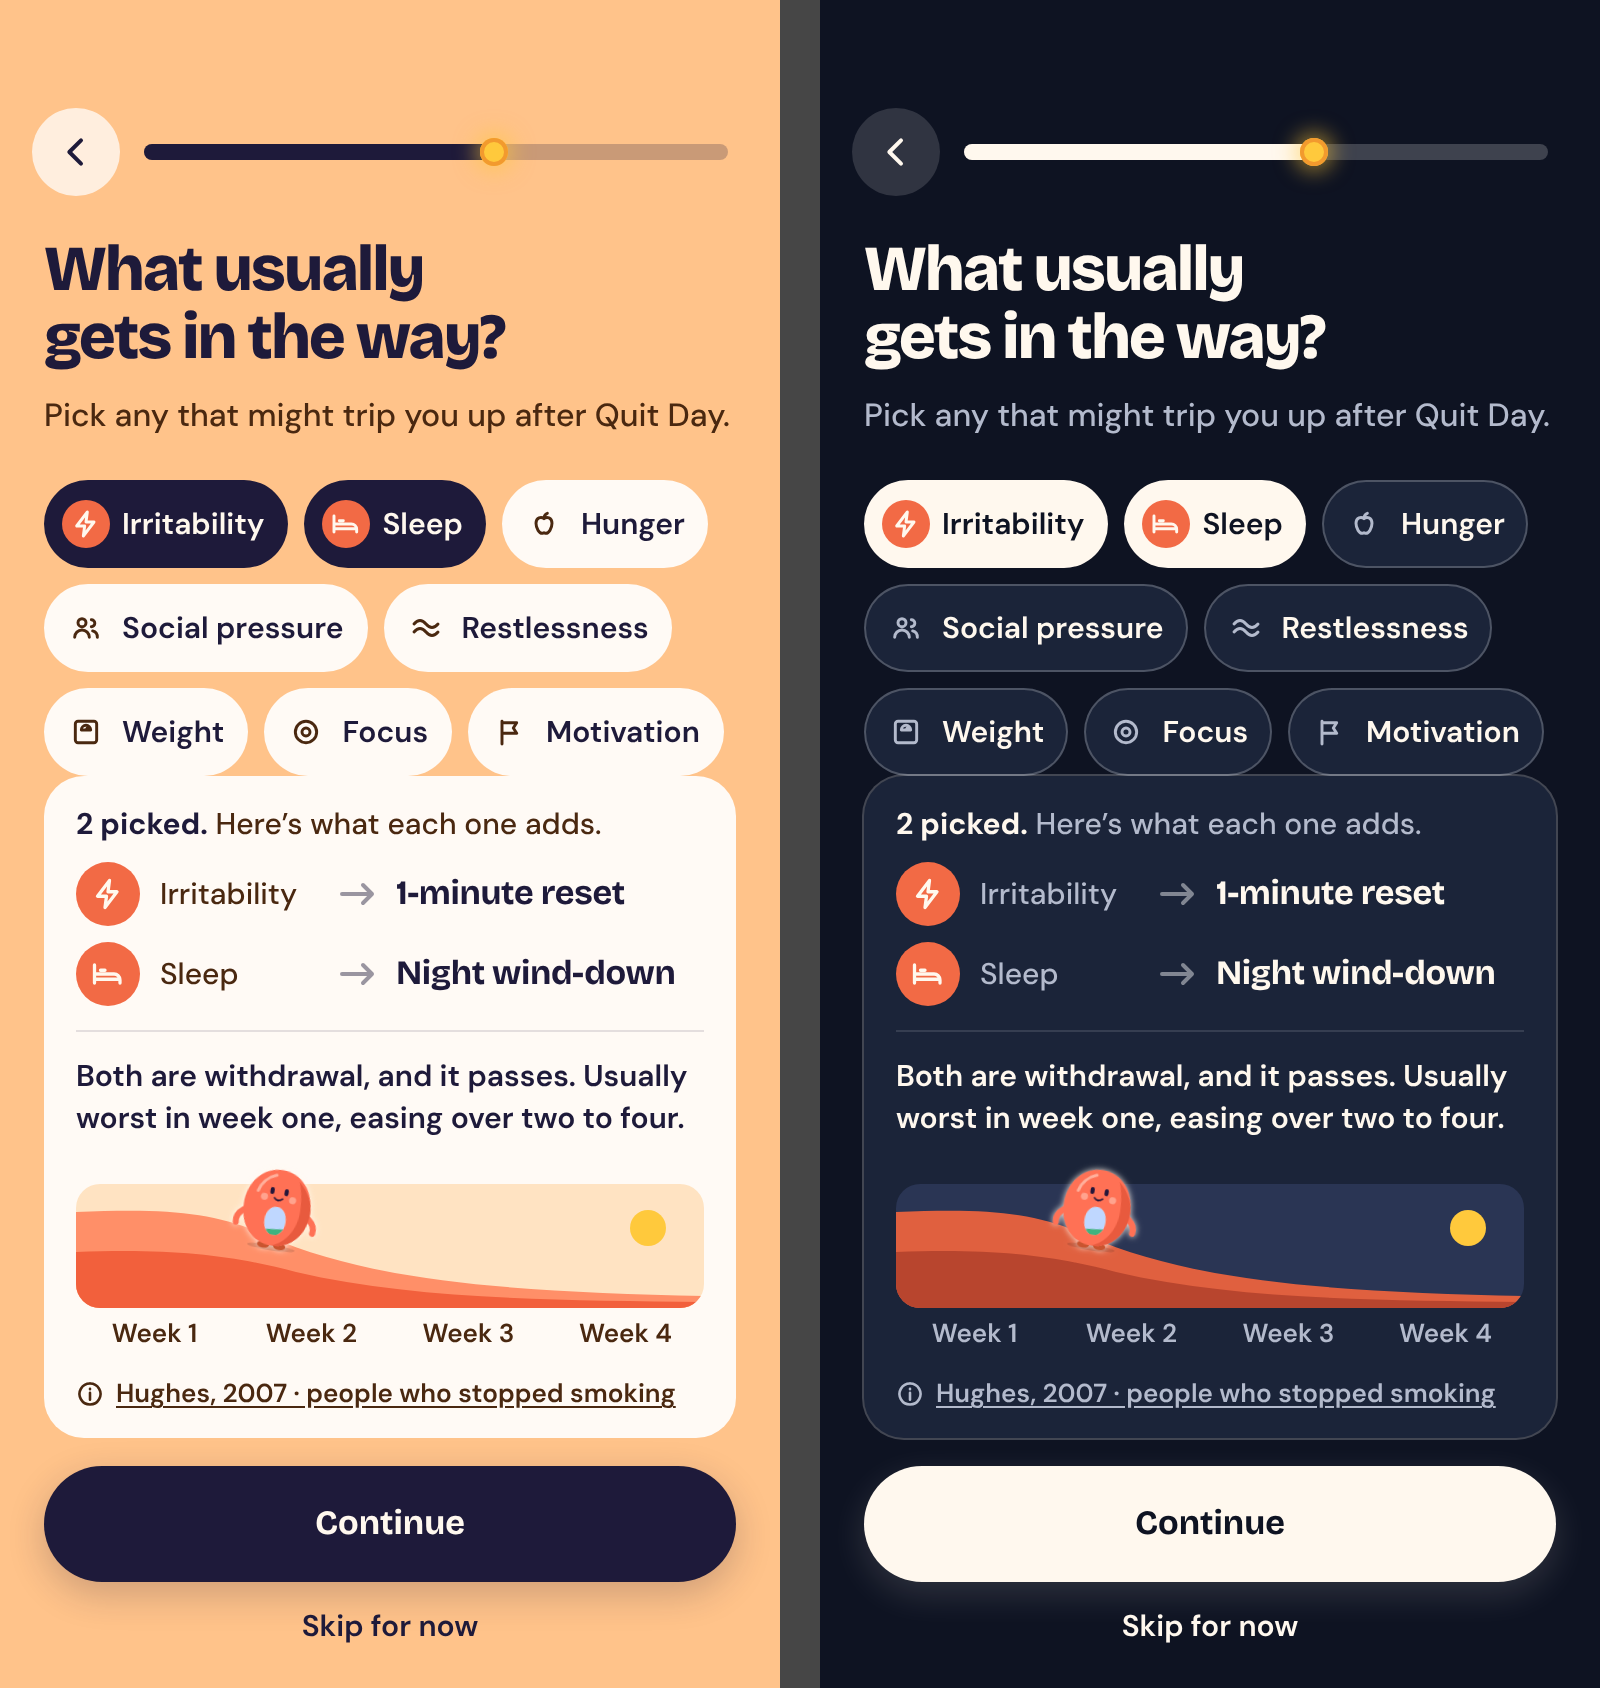 What usually
gets in the way?
Pick any that might trip you up after Quit Day.
Irritability
Sleep
Hunger
Social pressure
Restlessness
Weight
Focus
Motivation
2 picked. Here’s what each one adds.
Irritability → 1-minute reset
Sleep → Night wind-down
Both are withdrawal, and it passes. Usually
worst in week one, easing over two to four.
Week 1 Week 2 Week 3 Week 4
Hughes, 2007 · people who stopped smoking
Continue
Skip for now
What usually
gets in the way?
Pick any that might trip you up after Quit Day.
Irritability
Sleep
Hunger
Social pressure
Restlessness
Weight
Focus
Motivation
2 picked. Here’s what each one adds.
Irritability → 1-minute reset
Sleep → Night wind-down
Both are withdrawal, and it passes. Usually
worst in week one, easing over two to four.
Week 1 Week 2 Week 3 Week 4
Hughes, 2007 · people who stopped smoking
Continue
Skip for now